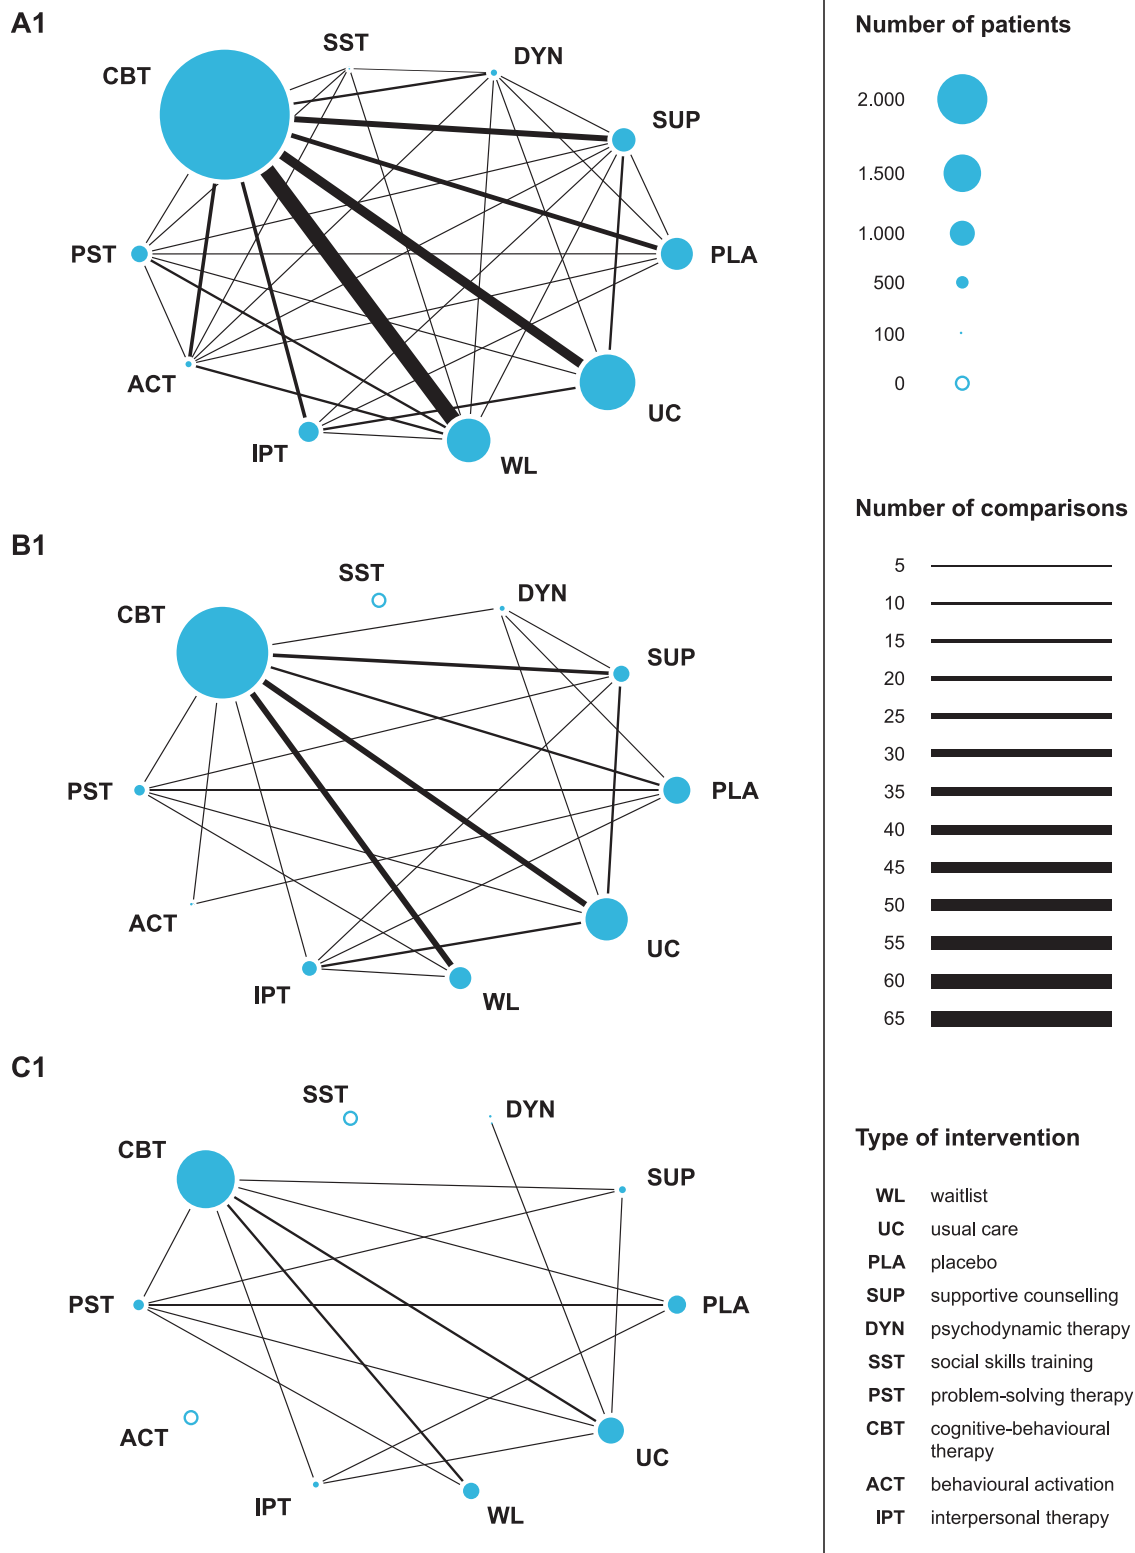 A1
SST
DYN
CBT
SUP
PST
PLA
ACT
UC
IPT
WL
B1
SST
DYN
CBT
SUP
PST
PLA
ACT
UC
IPT
WL
C1
SST
DYN
CBT
SUP
PST
PLA
ACT
UC
IPT
WL
Number of patients
2.000
1.500
1.000
500
100
0
Number of comparisons
5
10
15
20
25
30
35
40
45
50
55
60
65
Type of intervention
WL waitlist
UC usual care
PLA placebo
SUP supportive counselling
DYN psychodynamic therapy
SST social skills training
PST problem-solving therapy
CBT cognitive-behavioural
therapy
ACT behavioural activation
IPT interpersonal therapy